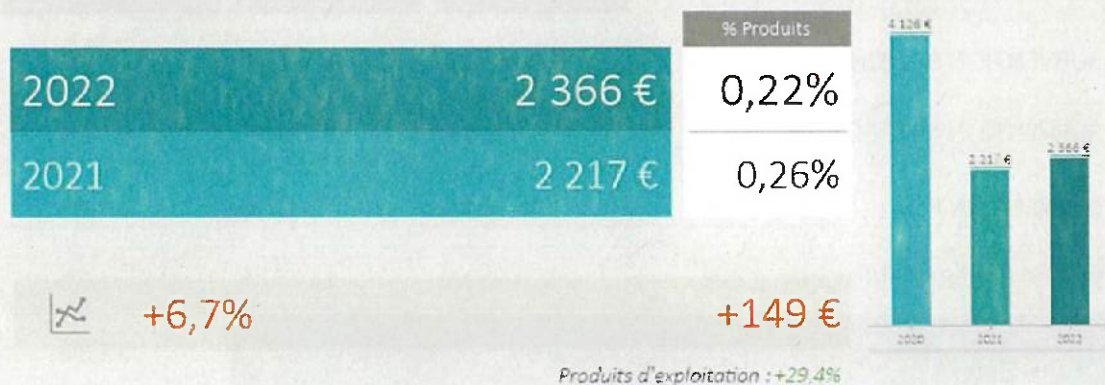 % Produits
2022 2 366 € 0,22%
2021 2 217 € 0,26%
+6,7% +149 €
Produits d'exploitation : +29,4%
4 126 €
2 217 €
2 366 €
2020 2021 2022